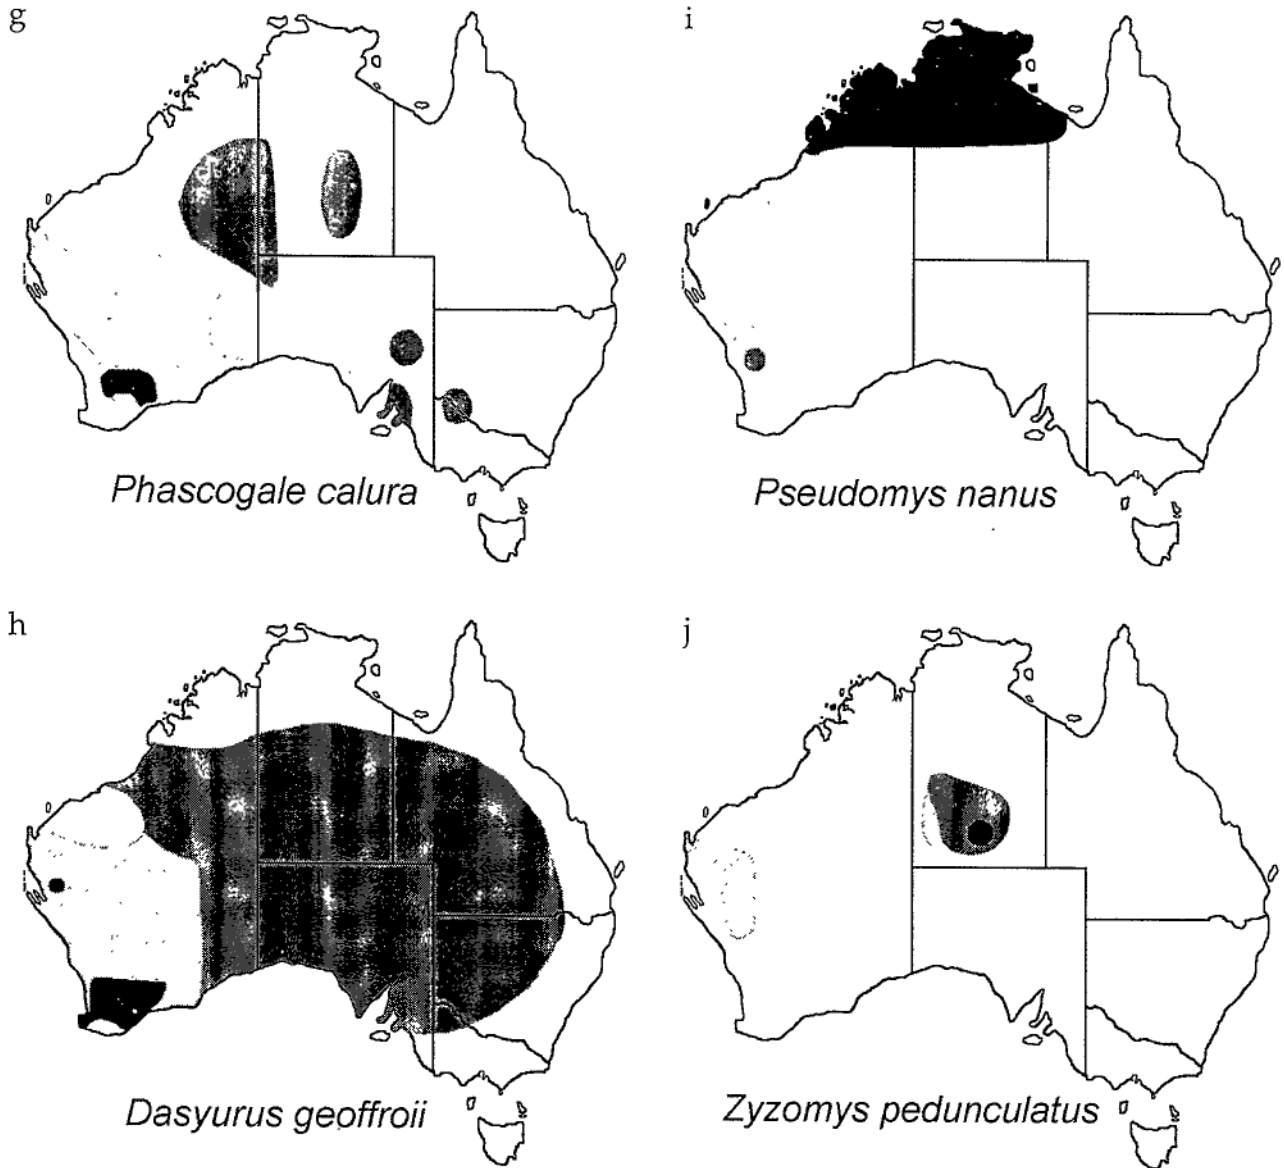 g
i
Phascogale calura
Pseudomys nanus
h
j
Dasyurus geoffroii
Zyzomys pedunculatus